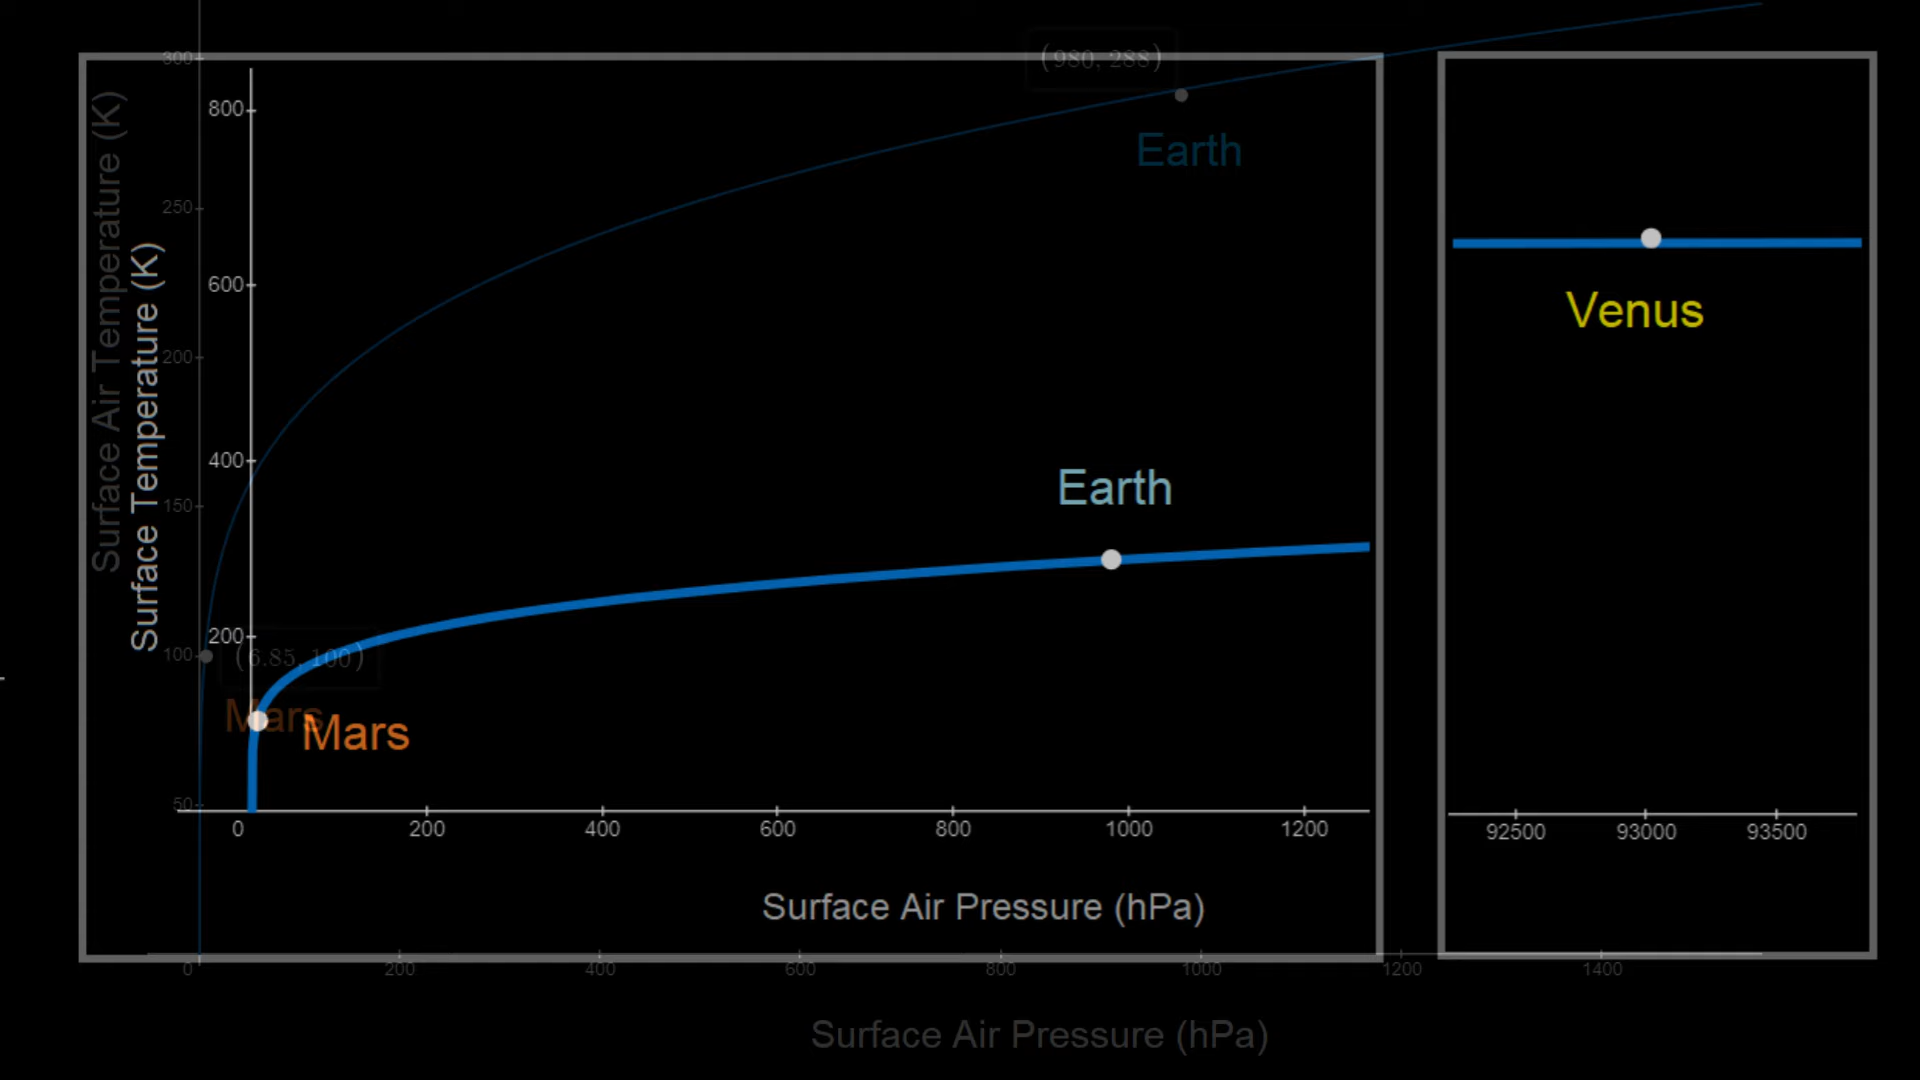 300
(980, 288)
800
Earth
250
600
Venus
200
400
Earth
150
200
100
(6.85, 100)
Mars
Mars
50
0 200 400 600 800 1000 1200
92500 93000 93500
Surface Air Temperature (K)
Surface Temperature (K)
Surface Air Pressure (hPa)
0 200 400 600 800 1000 1200 1400
Surface Air Pressure (hPa)